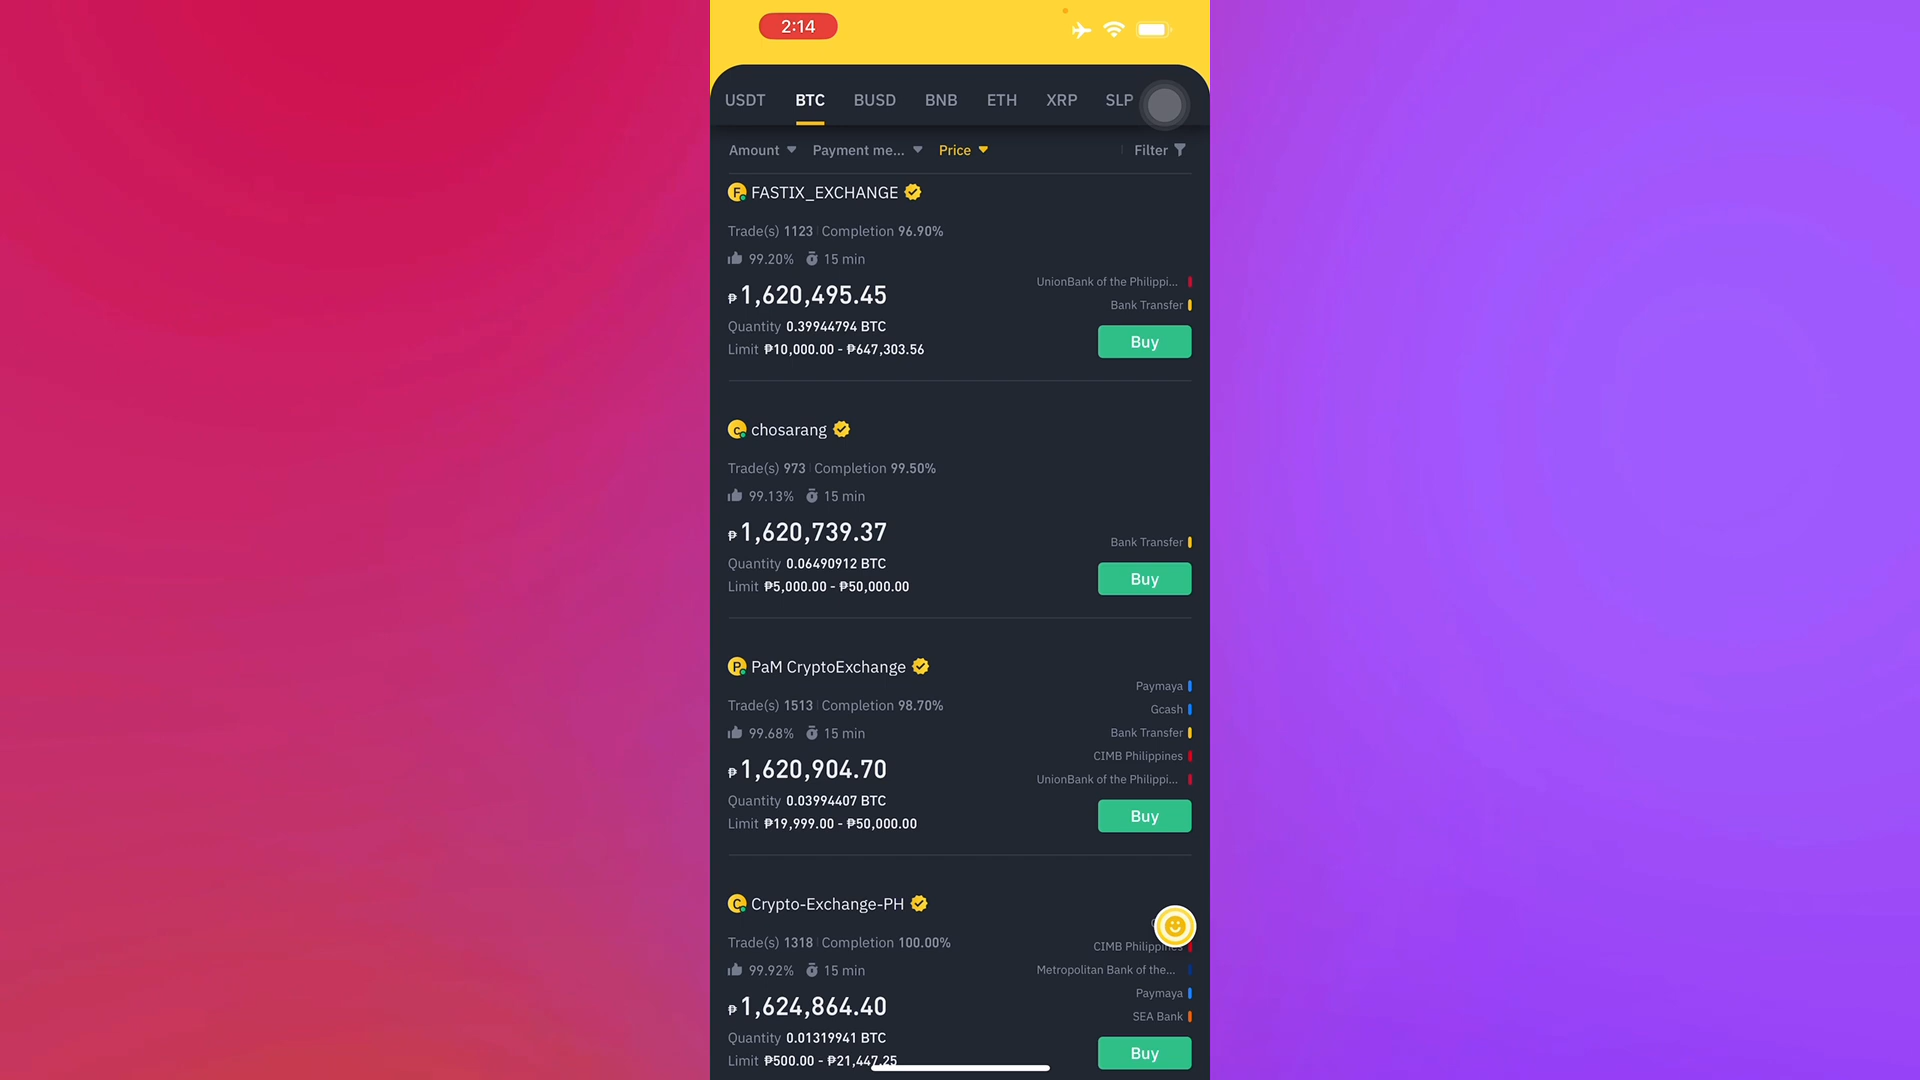 2:14
USDT BTC BUSD BNB ETH XRP SLP
Amount Payment me... Price Filter
F FASTIX_EXCHANGE
Trade(s) 1123 Completion 96.90%
99.20% 15 min
UnionBank of the Philippi...
₱ 1,620,495.45
Bank Transfer
Quantity 0.39944794 BTC
Buy
Limit ₱10,000.00 - ₱647,303.56
c chosarang
Trade(s) 973 Completion 99.50%
99.13% 15 min
₱ 1,620,739.37
Bank Transfer
Quantity 0.06490912 BTC
Buy
Limit ₱5,000.00 - ₱50,000.00
P PaM CryptoExchange
Paymaya
Trade(s) 1513 Completion 98.70%
Gcash
99.68% 15 min
Bank Transfer
CIMB Philippines
₱ 1,620,904.70
UnionBank of the Philippi...
Quantity 0.03994407 BTC
Buy
Limit ₱19,999.00 - ₱50,000.00
C Crypto-Exchange-PH
Trade(s) 1318 Completion 100.00%
CIMB Philippines
99.92% 15 min
Metropolitan Bank of the...
Paymaya
₱ 1,624,864.40
SEA Bank
Quantity 0.01319941 BTC
Buy
Limit ₱500.00 - ₱21,447.25